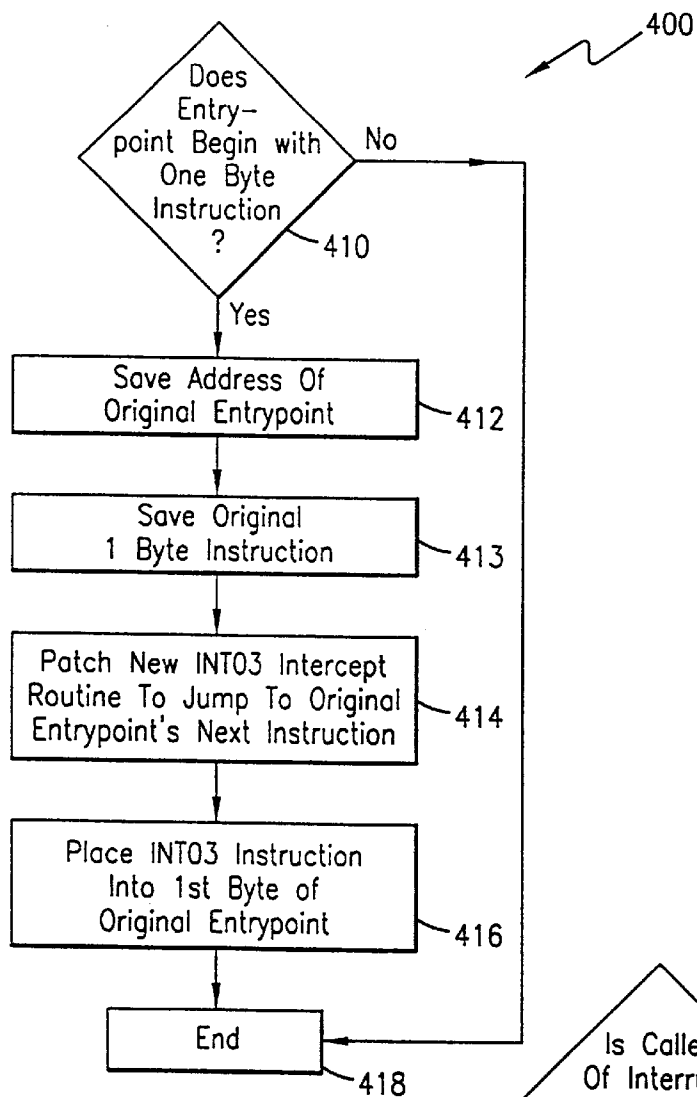 400
Does
Entry-
point Begin with
One Byte
Instruction
?
No
410
Yes
Save Address Of
Original Entrypoint
412
Save Original
1 Byte Instruction
413
Patch New INT03 Intercept
Routine To Jump To Original
Entrypoint's Next Instruction
414
Place INT03 Instruction
Into 1st Byte of
Original Entrypoint
416
End
418
Is
Of